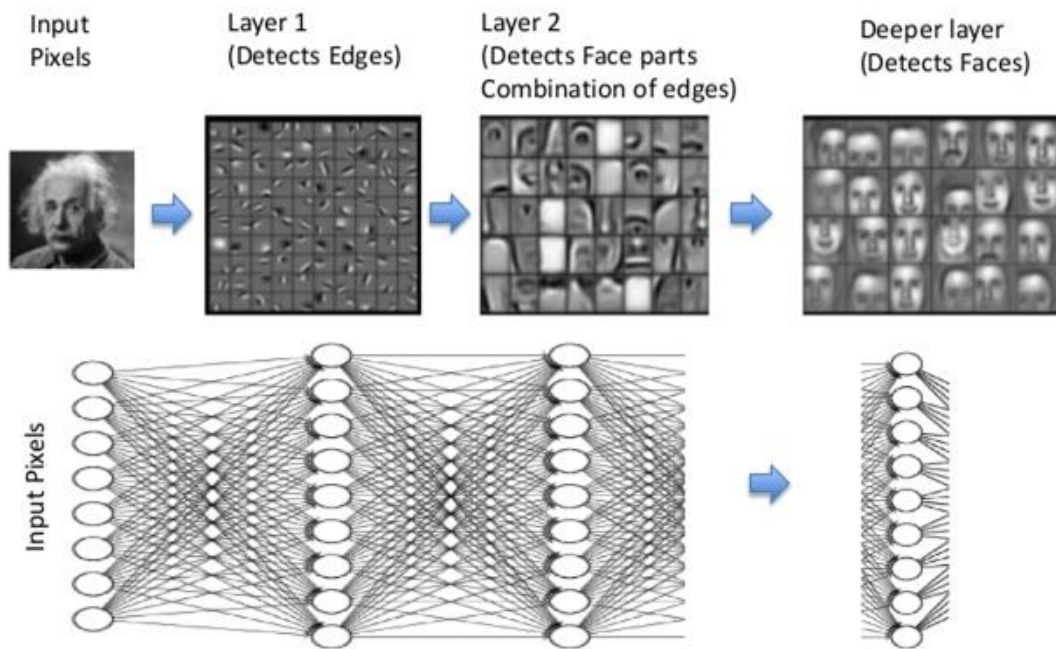 Input
Pixels
Layer 1
(Detects Edges)
Layer 2
(Detects Face parts
Combination of edges)
Deeper layer
(Detects Faces)
Input Pixels